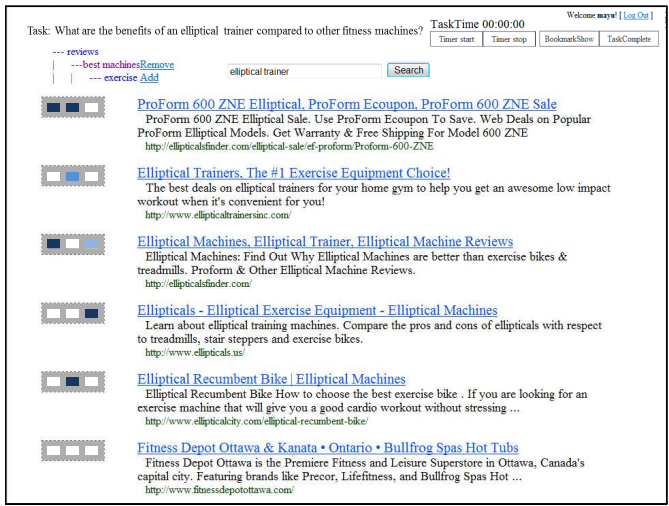 Welcome mayu! [ Log Out ]
Task: What are the benefits of an elliptical trainer compared to other fitness machines?
TaskTime 00:00:00
Timer start Timer stop BookmarkShow TaskComplete
--- reviews
| ---best machinesRemove
| | --- exercise Add
elliptical trainer Search
ProForm 600 ZNE Elliptical, ProForm Ecoupon, ProForm 600 ZNE Sale
ProForm 600 ZNE Elliptical Sale. Use ProForm Ecoupon To Save. Web Deals on Popular
ProForm Elliptical Models. Get Warranty & Free Shipping For Model 600 ZNE
http://ellipticalsfinder.com/elliptical-sale/ef-proform/Proform-600-ZNE
Elliptical Trainers, The #1 Exercise Equipment Choice!
The best deals on elliptical trainers for your home gym to help you get an awesome low impact
workout when it's convenient for you!
http://www.ellipticaltrainersinc.com/
Elliptical Machines, Elliptical Trainer, Elliptical Machine Reviews
Elliptical Machines: Find Out Why Elliptical Machines are better than exercise bikes &
treadmills. Proform & Other Elliptical Machine Reviews.
http://ellipticalsfinder.com/
Ellipticals - Elliptical Exercise Equipment - Elliptical Machines
Learn about elliptical training machines. Compare the pros and cons of ellipticals with respect
to treadmills, stair steppers and exercise bikes.
http://www.ellipticals.us/
Elliptical Recumbent Bike | Elliptical Machines
Elliptical Recumbent Bike How to choose the best exercise bike . If you are looking for an
exercise machine that will give you a good cardio workout without stressing ...
http://www.ellipticalcity.com/elliptical-recumbent-bike/
Fitness Depot Ottawa & Kanata • Ontario • Bullfrog Spas Hot Tubs
Fitness Depot Ottawa is the Premiere Fitness and Leisure Superstore in Ottawa, Canada's
capital city. Featuring brands like Precor, Lifefitness, and Bullfrog Spas Hot ...
http://www.fitnessdepotottawa.com/